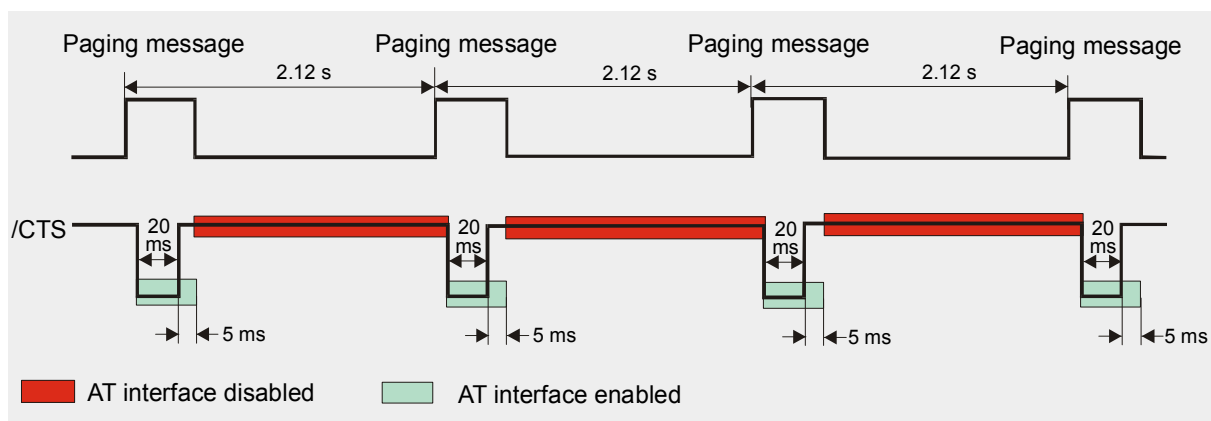 Paging message Paging message Paging message Paging message
2.12 s 2.12 s 2.12 s
/CTS
20 ms
20 ms
20 ms
20 ms
5 ms 5 ms 5 ms 5 ms
AT interface disabled AT interface enabled